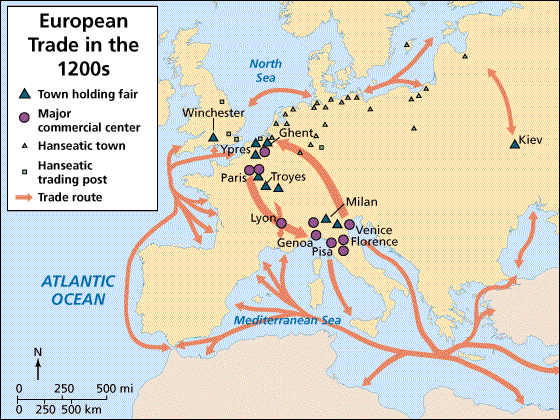 European
Trade in the
1200s
Town holding fair
Major
commercial center
Hanseatic town
Hanseatic
trading post
Trade route
North
Sea
Winchester
Ghent
Ypres
Kiev
Paris
Troyes
Milan
Lyon
Venice
Genoa
Florence
Pisa
ATLANTIC
OCEAN
Mediterranean Sea
N
0 250 500 mi
0 250 500 km